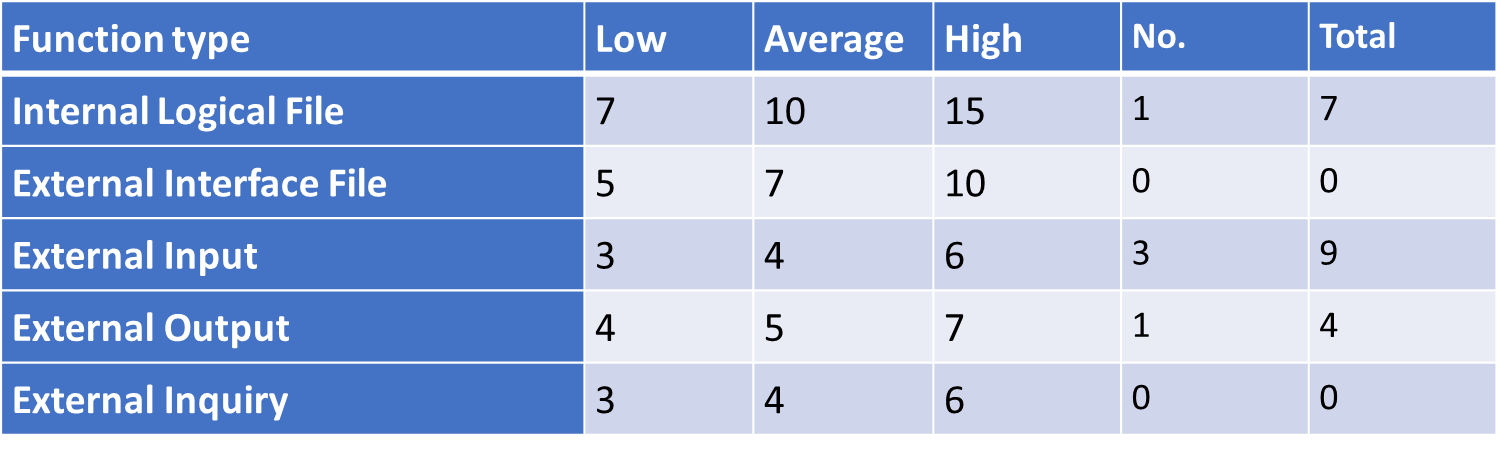 Function type Low Average High No. Total
Internal Logical File 7 10 15 1 7
External Interface File 5 7 10 0 0
External Input 3 4 6 3 9
External Output 4 5 7 1 4
External Inquiry 3 4 6 0 0